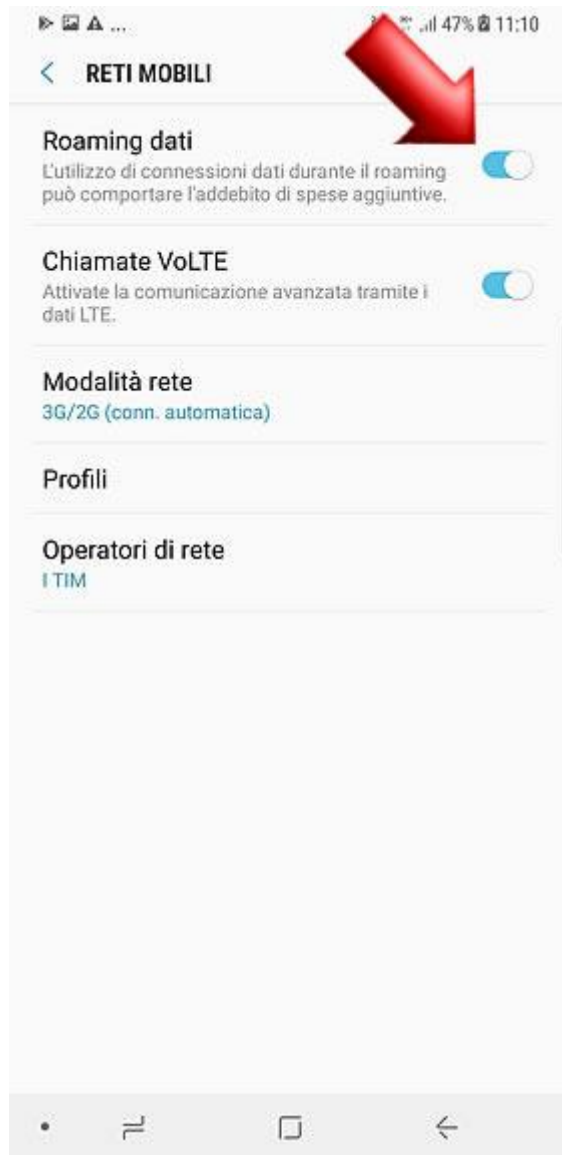 ... 47% 11:10
RETI MOBILI
Roaming dati
L'utilizzo di connessioni dati durante il roaming
può comportare l'addebito di spese aggiuntive.
Chiamate VoLTE
Attivate la comunicazione avanzata tramite i
dati LTE.
Modalità rete
3G/2G (conn. automatica)
Profili
Operatori di rete
I TIM